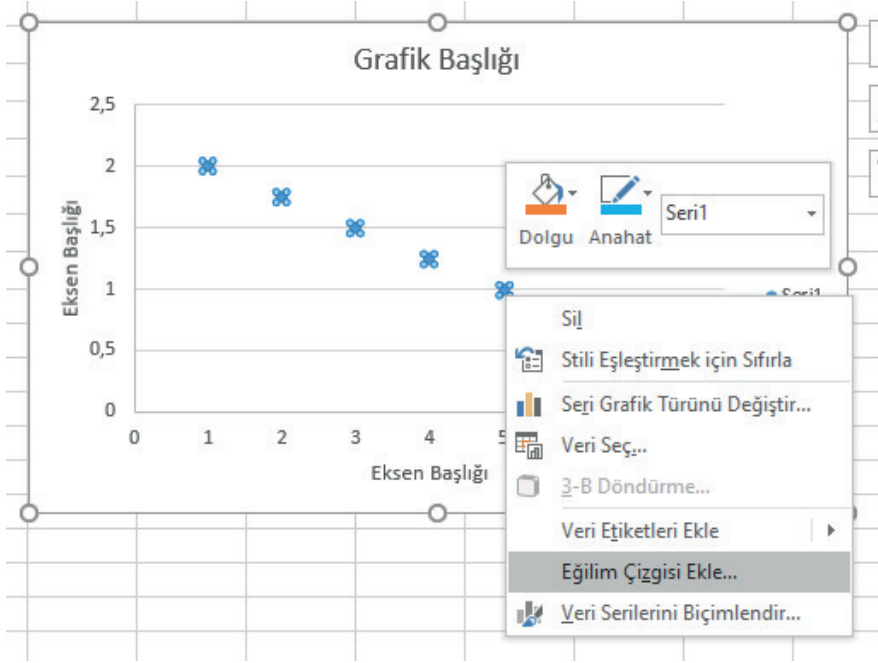 Grafik Başlığı
2,5
2
1,5
1
0,5
0
Eksen Başlığı
0 1 2 3 4 5
Eksen Başlığı
Seri1
Dolgu Anahat
Seri1
Sil
Stili Eşleştirmek için Sıfırla
Seri Grafik Türünü Değiştir...
Veri Seç...
3-B Döndürme...
Veri Etiketleri Ekle
Eğilim Çizgisi Ekle...
Veri Serilerini Biçimlendir...